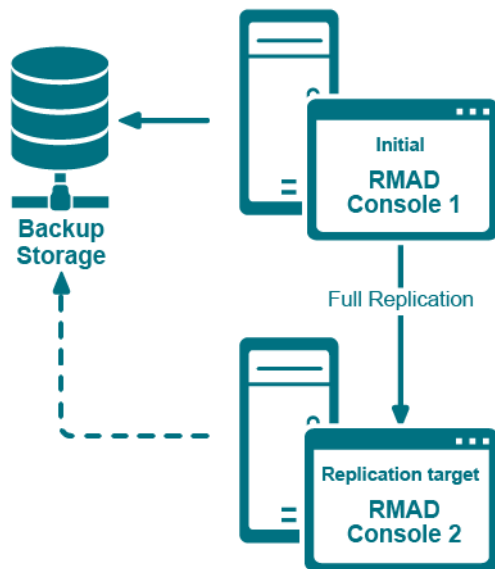 Initial
RMAD
Console 1
Backup
Storage
Full Replication
Replication target
RMAD
Console 2